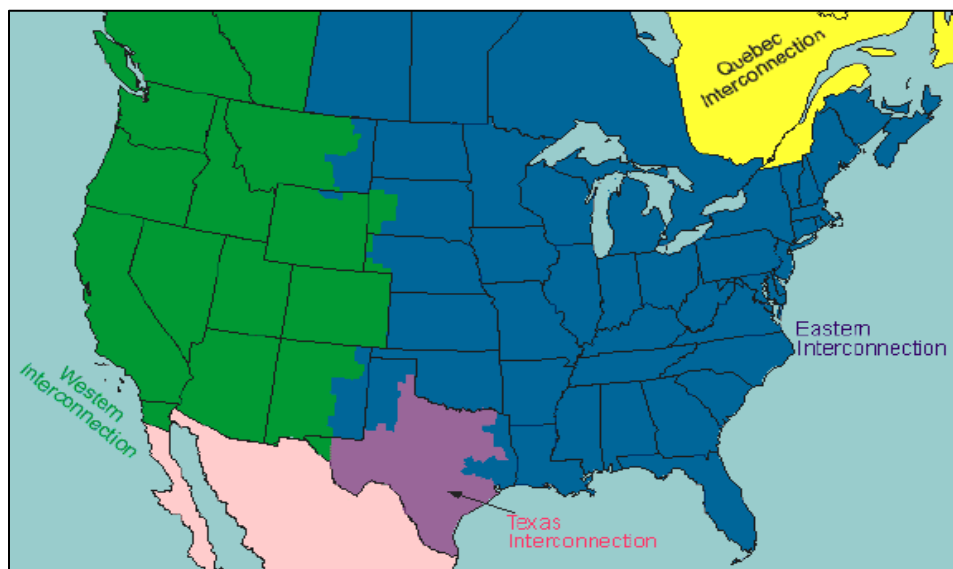 Quebec
Interconnection
Eastern
Interconnection
Western
Interconnection
Texas
Interconnection